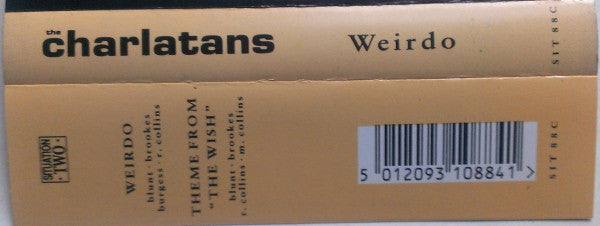 the
charlatans
Weirdo
SIT 88C
SITUATION
TWO
WEIRDO
blunt · brookes
burgess · r. collins
THEME FROM
"THE WISH"
blunt · brookes
r. collins · m. collins
5 012093 108841 >
SIT 88C